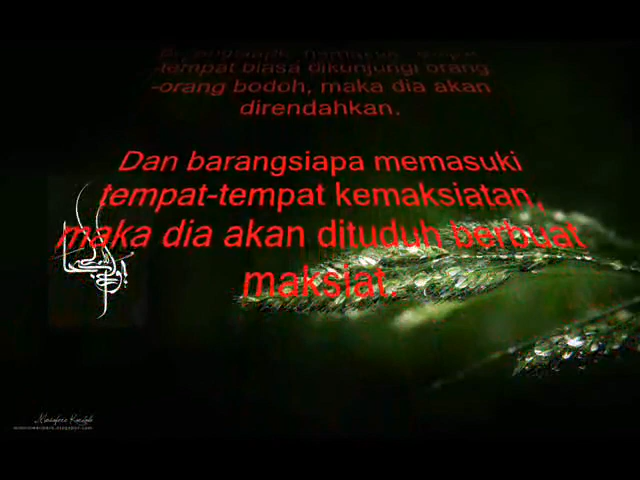 -tempat biasa dikunjungi orang
-orang bodoh, maka dia akan
direndahkan.
Dan barangsiapa memasuki
tempat-tempat kemaksiatan,
maka dia akan dituduh berbuat
maksiat.